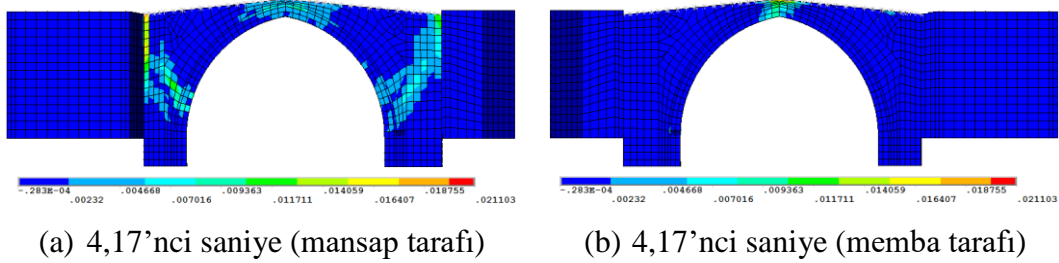 -.283E-04 .004668 .009363 .014059 .018755
.00232 .007016 .011711 .016407 .021103
-.283E-04 .004668 .009363 .014059 .018755
.00232 .007016 .011711 .016407 .021103
(a) 4,17’nci saniye (mansap tarafı)
(b) 4,17’nci saniye (memba tarafı)